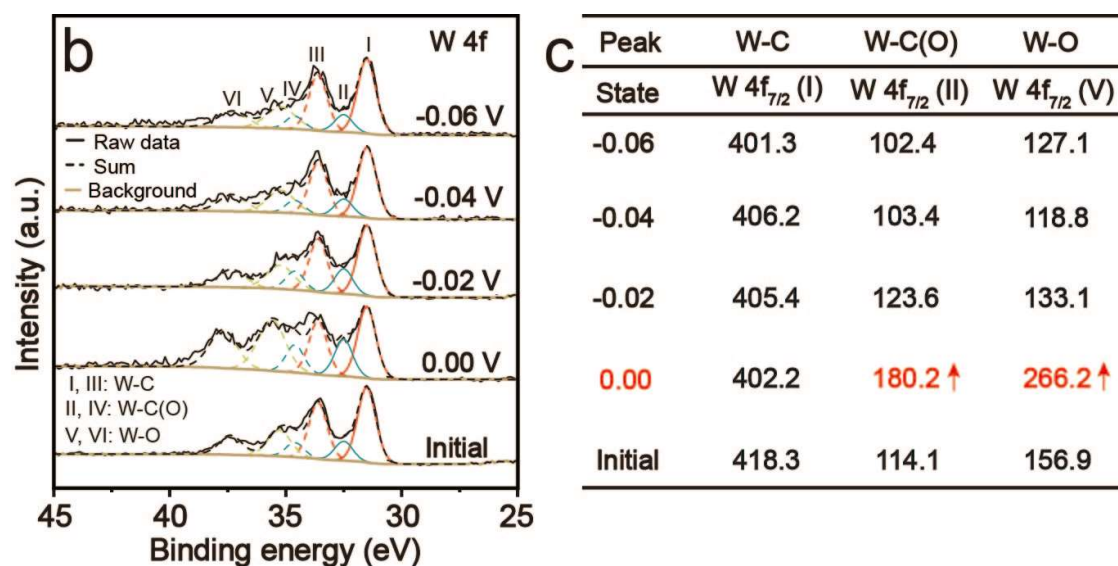 b
W 4f
I
II
III
IV
V
VI
-0.06 V
Raw data
Sum
Background
-0.04 V
-0.02 V
0.00 V
I, III: W-C
II, IV: W-C(O)
V, VI: W-O
Initial
Intensity (a.u.)
45 40 35 30 25
Binding energy (eV)
c
Peak W-C W-C(O) W-O
State W 4f7/2 (I) W 4f7/2 (II) W 4f7/2 (V)
-0.06 401.3 102.4 127.1
-0.04 406.2 103.4 118.8
-0.02 405.4 123.6 133.1
0.00 402.2 180.2↑ 266.2↑
Initial 418.3 114.1 156.9